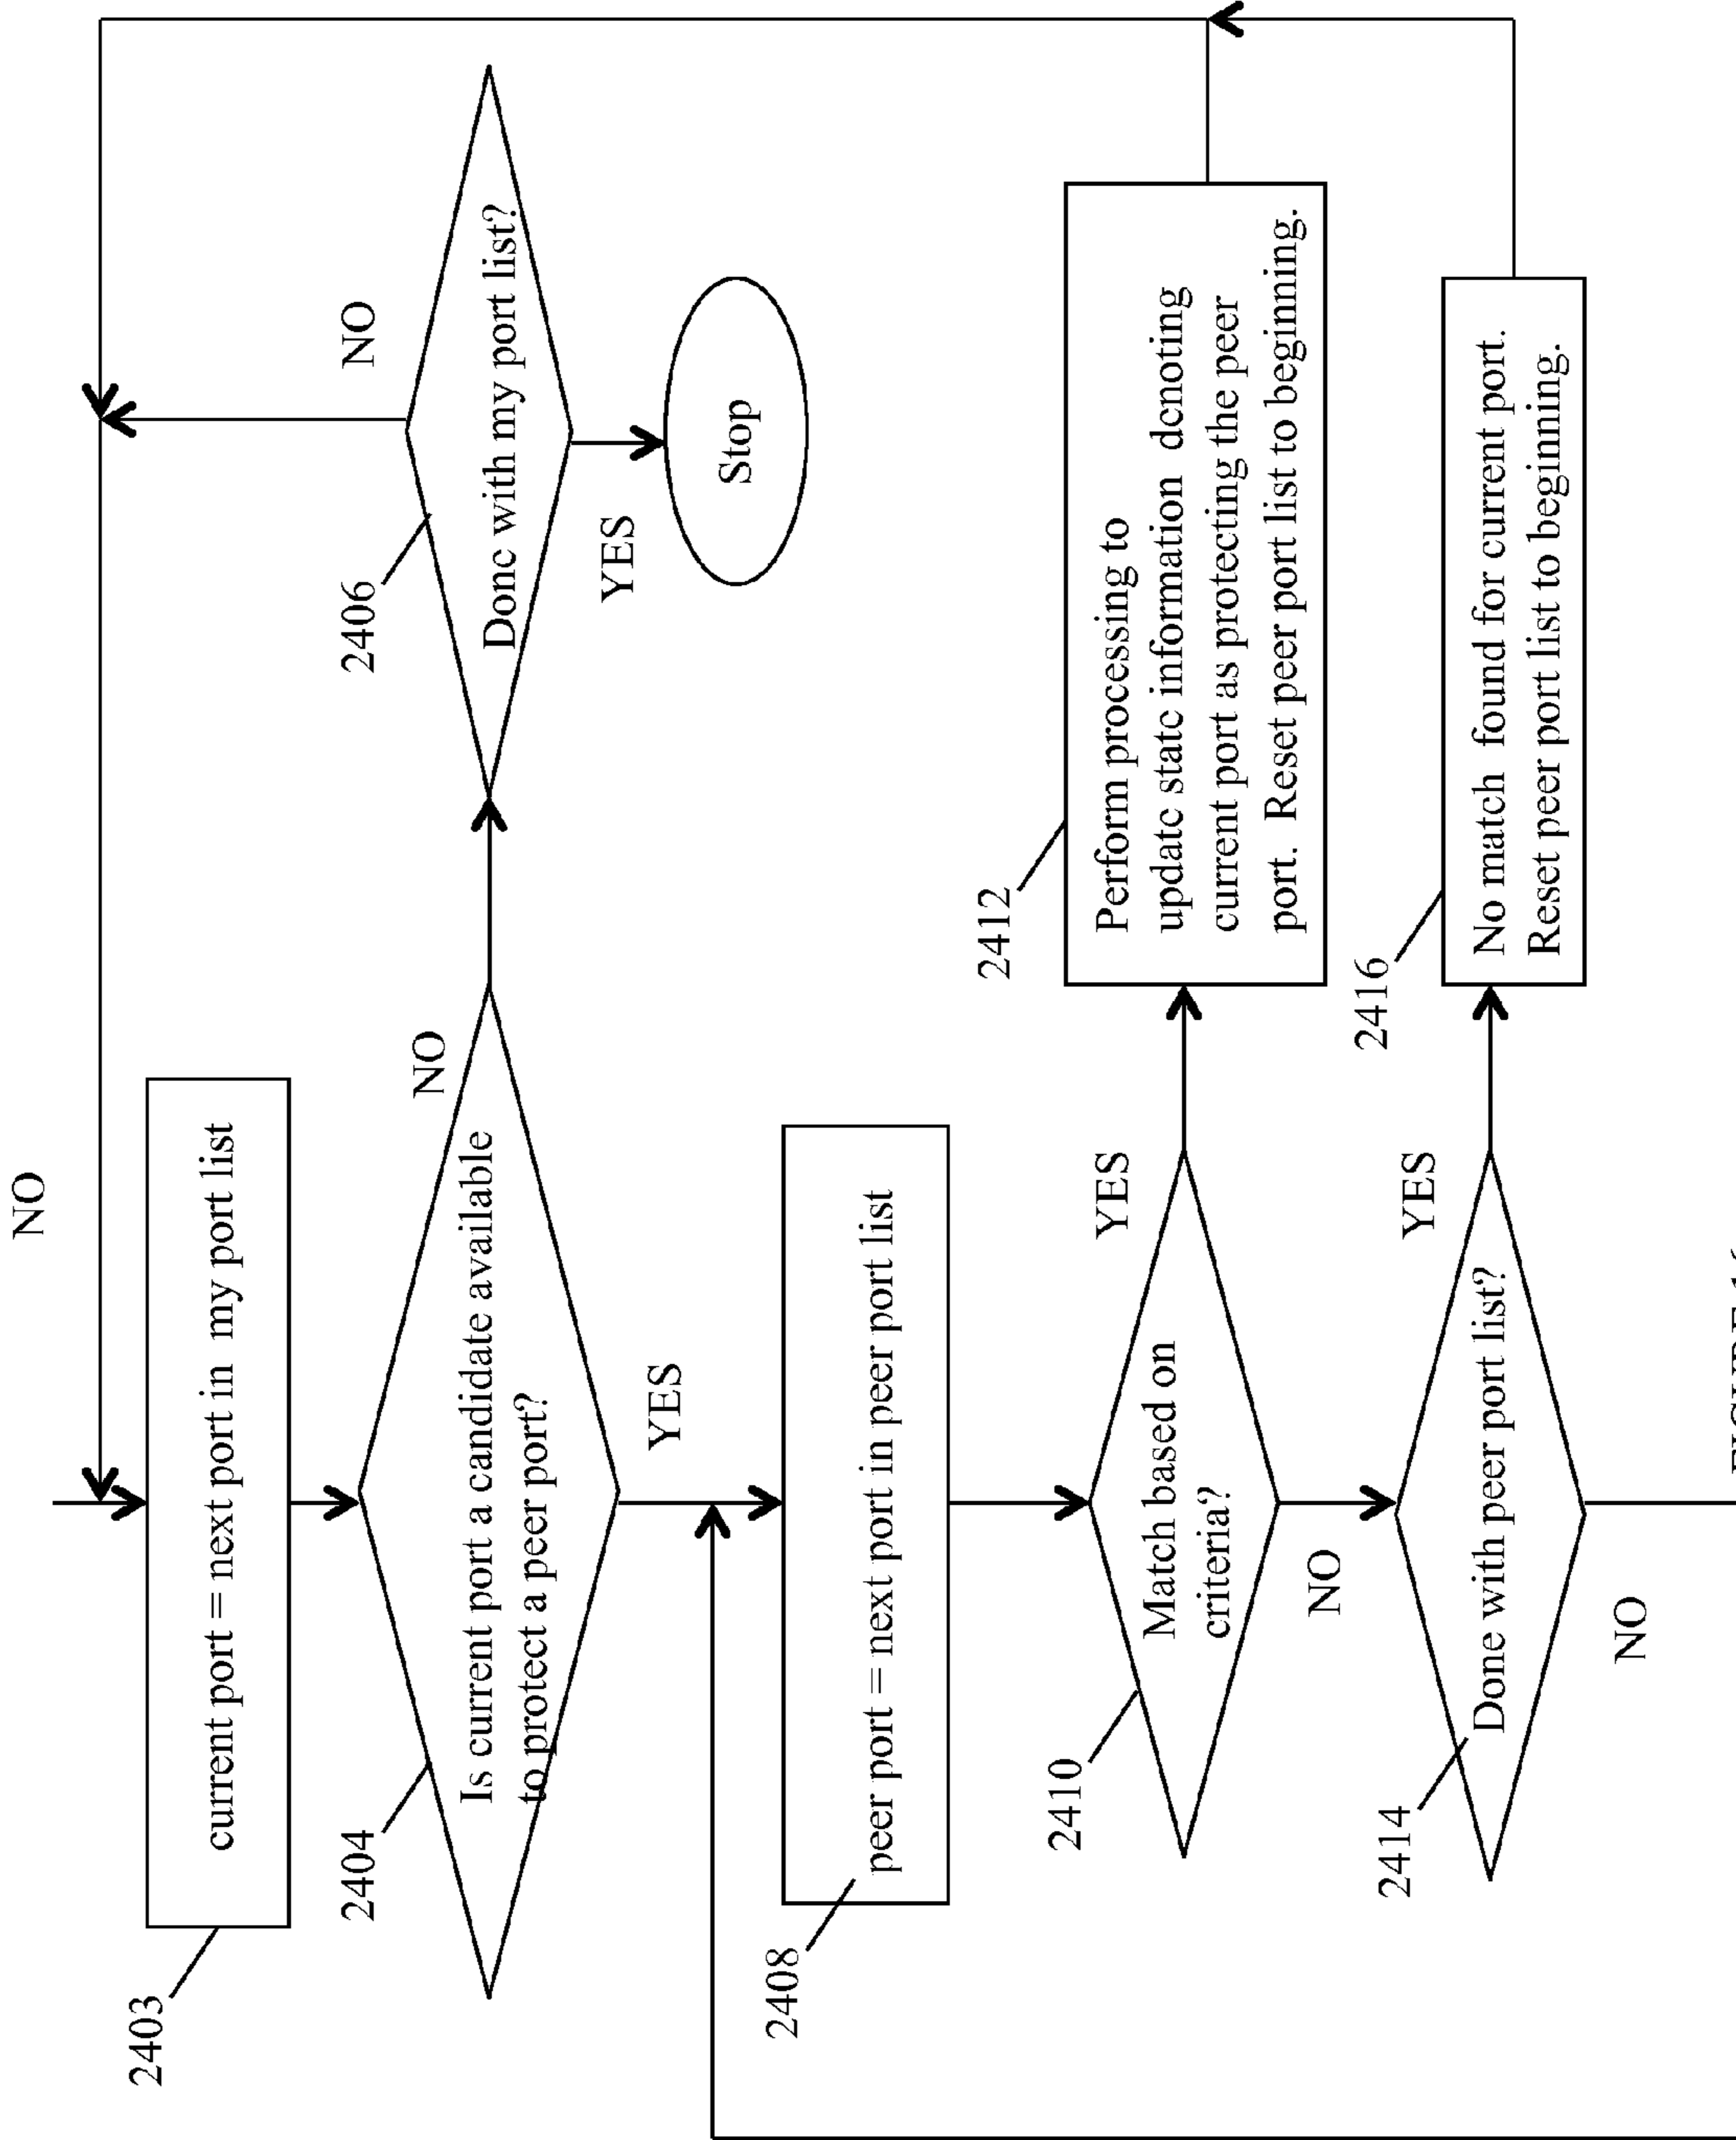 NO
2403
current port = next port in my port list
2404
Is current port a candidate available
to protect a peer port?
NO
2406
Done with my port list?
NO
YES
Stop
YES
2408
peer port = next port in peer port list
2410
Match based on
criteria?
YES
2412
Perform processing to
update state information denoting
current port as protecting the peer
port. Reset peer port list to beginning.
NO
2414
Done with peer port list?
YES
2416
No match found for current port.
Reset peer port list to beginning.
NO